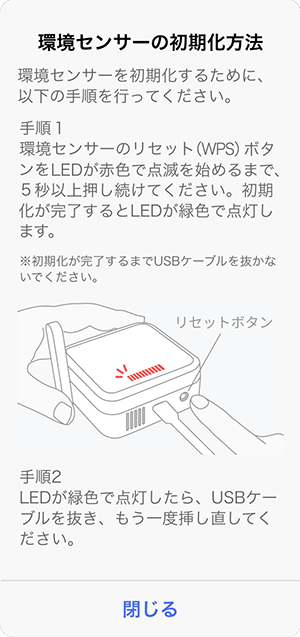 環境センサーの初期化方法
環境センサーを初期化するために、
以下の手順を行ってください。
手順1
環境センサーのリセット(WPS)ボタ
ンをLEDが赤色で点滅を始めるまで、
5秒以上押し続けてください。初期
化が完了するとLEDが緑色で点灯し
ます。
※初期化が完了するまでUSBケーブルを抜かな
いでください。
リセットボタン
手順2
LEDが緑色で点灯したら、USBケー
ブルを抜き、もう一度挿し直してく
ださい。
閉じる